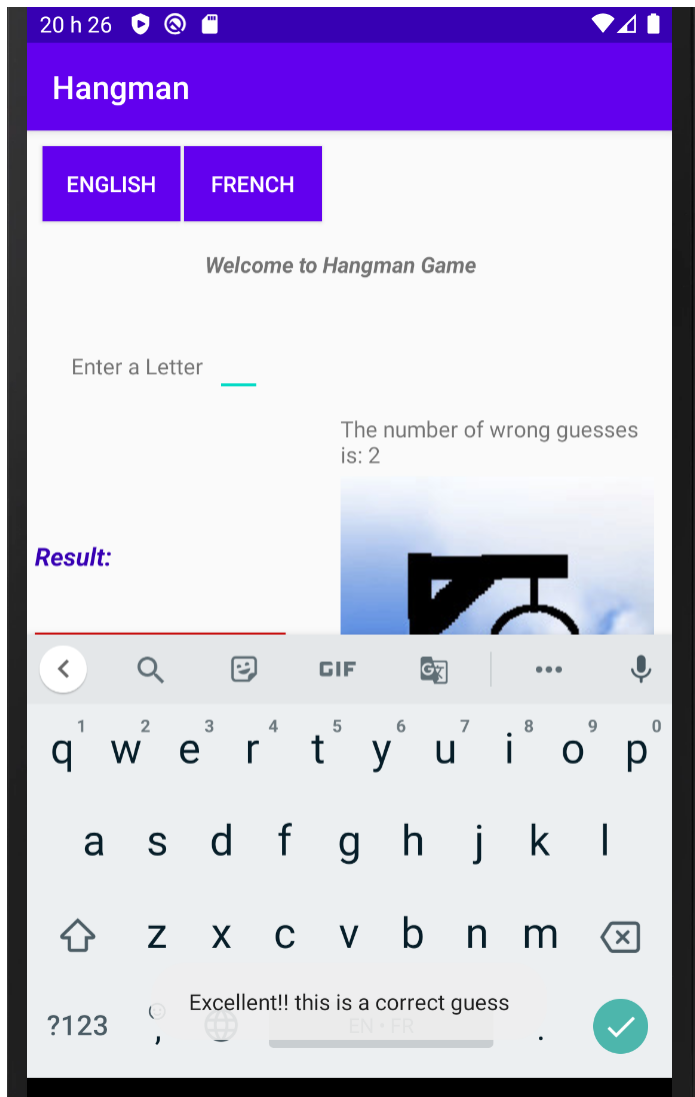 20 h 26
Hangman
ENGLISH FRENCH
Welcome to Hangman Game
Enter a Letter
The number of wrong guesses
is: 2
Result:
GIF G
1 2 3 4 5 6 7 8 9 0
q w e r t y u i o p
a s d f g h j k l
z x c v b n m
Excellent!! this is a correct guess
?123 , EN • FR .